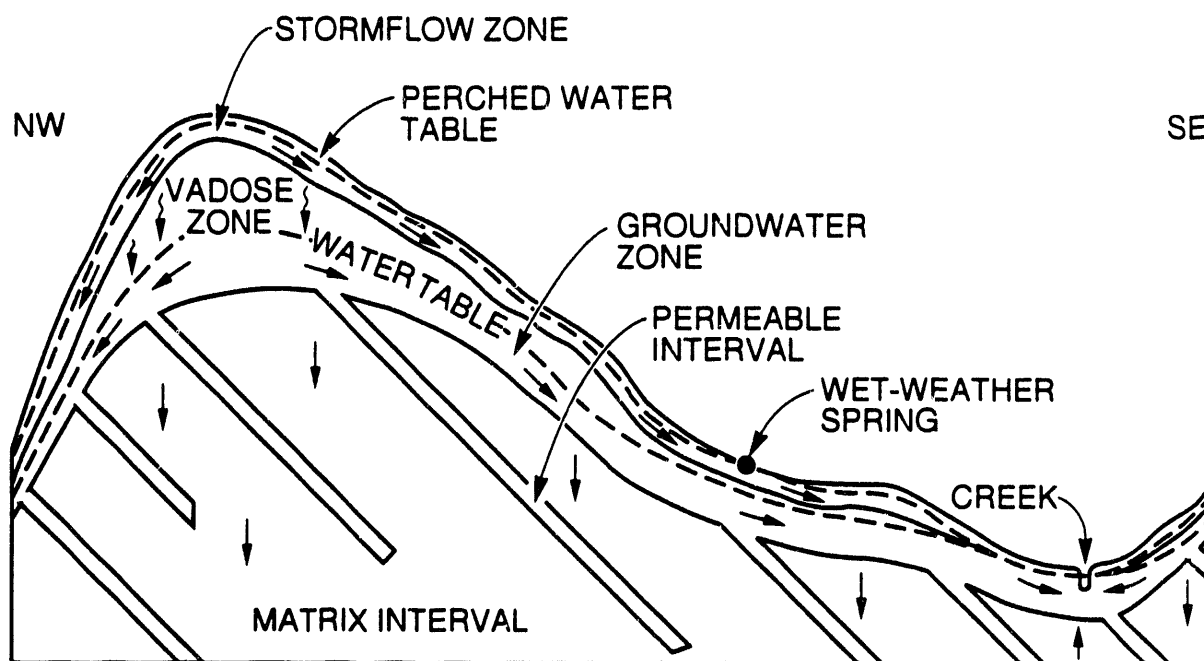 STORMFLOW ZONE
NW
PERCHED WATER
TABLE
SE
VADOSE
ZONE
WATER TABLE
GROUNDWATER
ZONE
PERMEABLE
INTERVAL
WET-WEATHER
SPRING
CREEK
MATRIX INTERVAL